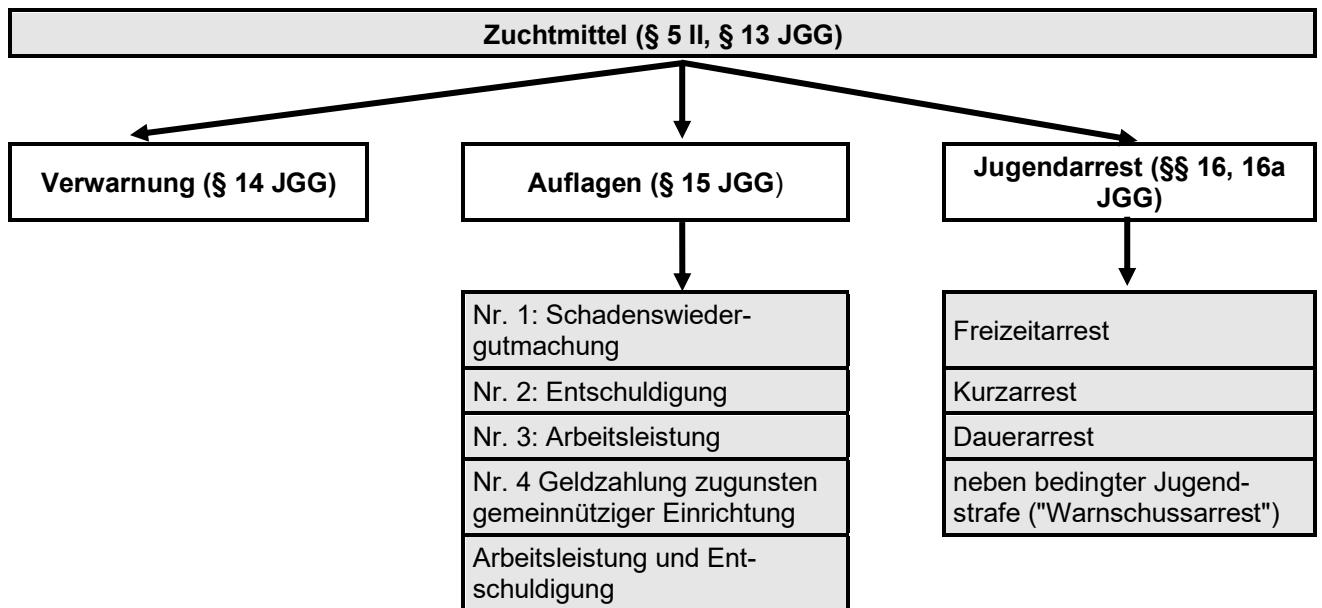 Zuchtmittel (§ 5 II, § 13 JGG)
Verwarnung (§ 14 JGG)
Auflagen (§ 15 JGG)
Jugendarrest (§§ 16, 16a
JGG)
Nr. 1: Schadenswieder-
gutmachung
Nr. 2: Entschuldigung
Nr. 3: Arbeitsleistung
Nr. 4 Geldzahlung zugunsten
gemeinnütziger Einrichtung
Arbeitsleistung und Ent-
schuldigung
Freizeitarrest
Kurzarrest
Dauerarrest
neben bedingter Jugend-
strafe ("Warnschussarrest")